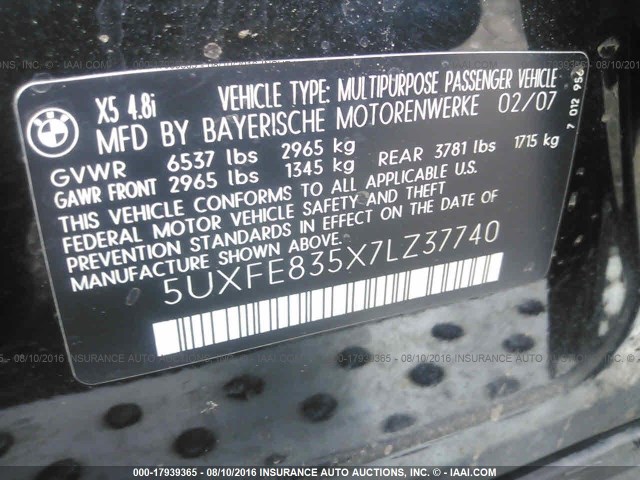 BMW
X5 4.8i VEHICLE TYPE: MULTIPURPOSE PASSENGER VEHICLE
MFD BY BAYERISCHE MOTORENWERKE 02/07
GVWR 6537 lbs 2965 kg
GAWR FRONT 2965 lbs 1345 kg REAR 3781 lbs 1715 kg
THIS VEHICLE CONFORMS TO ALL APPLICABLE U.S.
FEDERAL MOTOR VEHICLE SAFETY AND THEFT
PREVENTION STANDARDS IN EFFECT ON THE DATE OF
MANUFACTURE SHOWN ABOVE.
5UXFE835X7LZ37740
7 012 956
000-17939365 - 08/10/2016 INSURANCE AUTO AUCTIONS - © - IAAI.COM